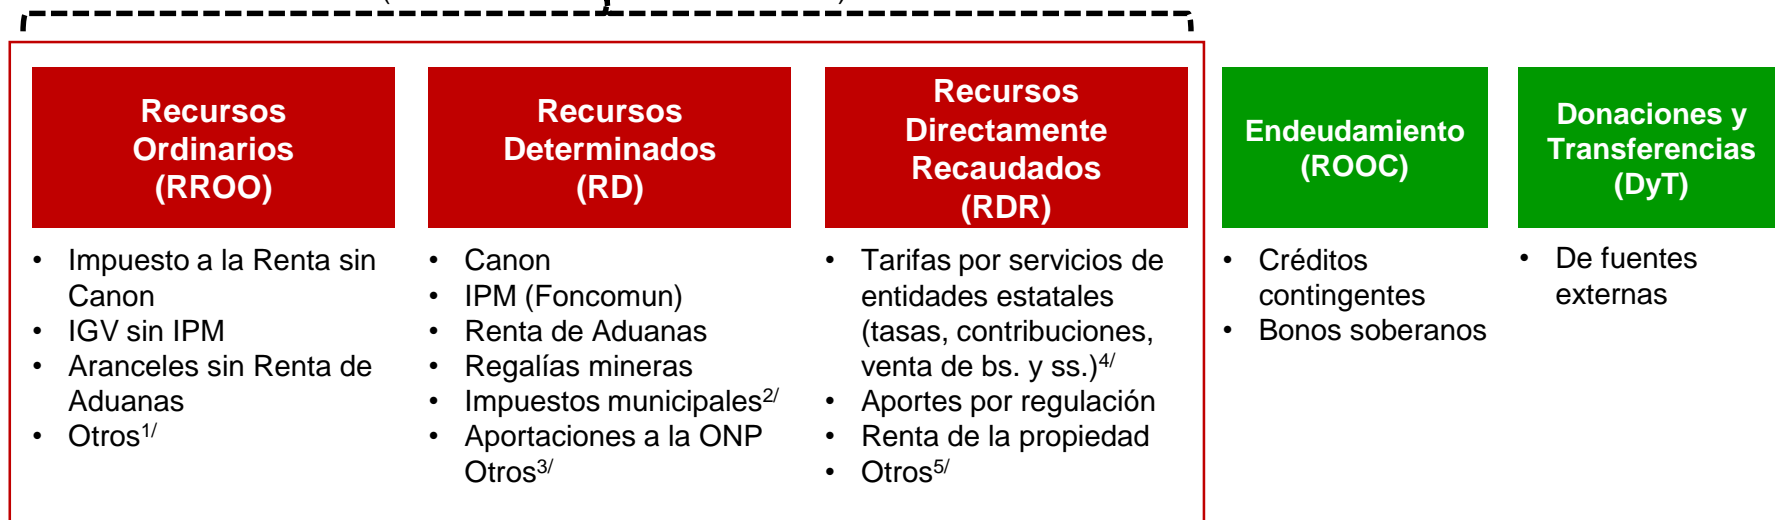 Recursos
Ordinarios
(RROO)
• Impuesto a la Renta sin
Canon
• IGV sin IPM
• Aranceles sin Renta de
Aduanas
• Otros1/
Recursos
Determinados
(RD)
• Canon
• IPM (Foncomun)
• Renta de Aduanas
• Regalías mineras
• Impuestos municipales2/
• Aportaciones a la ONP
Otros3/
Recursos
Directamente
Recaudados
(RDR)
• Tarifas por servicios de
entidades estatales
(tasas, contribuciones,
venta de bs. y ss.)4/
• Aportes por regulación
• Renta de la propiedad
• Otros5/
Endeudamiento
(ROOC)
• Créditos
contingentes
• Bonos soberanos
Donaciones y
Transferencias
(DyT)
• De fuentes
externas